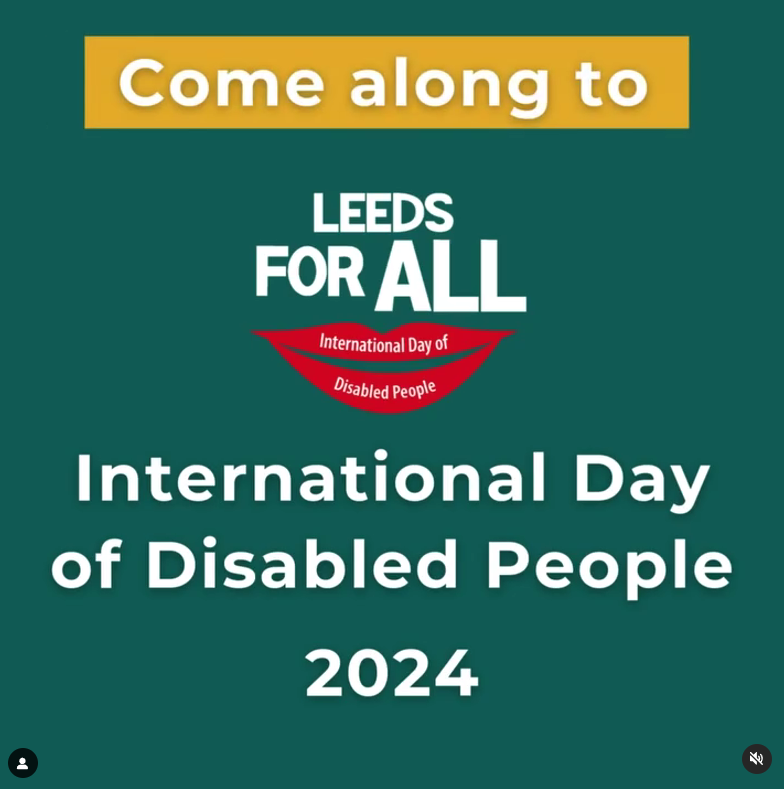 Come along to
LEEDS
FOR ALL
International Day of
Disabled People
International Day
of Disabled People
2024